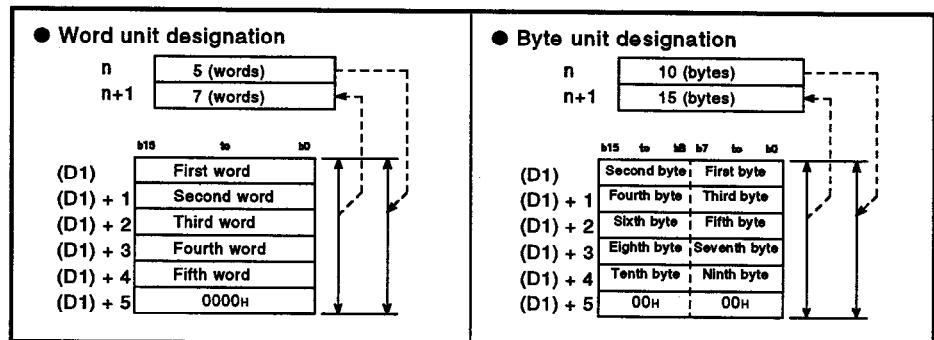 ● Word unit designation
n 5 (words)
n+1 7 (words)
b15 to b0
(D1) First word
(D1) + 1 Second word
(D1) + 2 Third word
(D1) + 3 Fourth word
(D1) + 4 Fifth word
(D1) + 5 0000H
● Byte unit designation
n 10 (bytes)
n+1 15 (bytes)
b15 to b8 b7 to b0
(D1) Second byte First byte
(D1) + 1 Fourth byte Third byte
(D1) + 2 Sixth byte Fifth byte
(D1) + 3 Eighth byte Seventh byte
(D1) + 4 Tenth byte Ninth byte
(D1) + 5 00H 00H